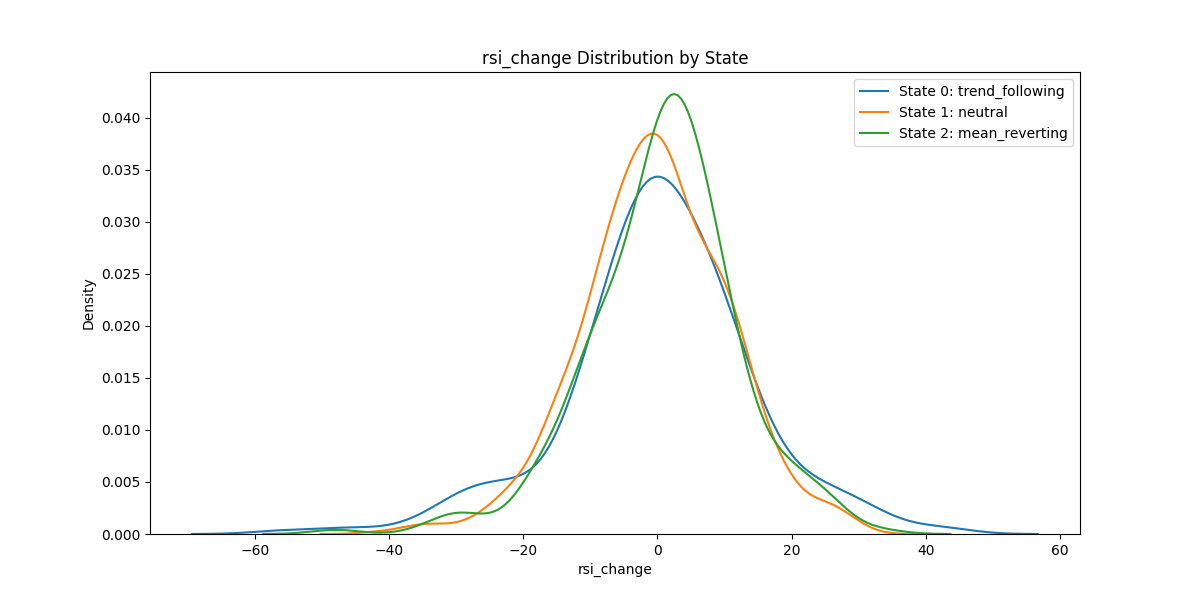 rsi_change Distribution by State
State 0: trend_following
State 1: neutral
State 2: mean_reverting
Density
0.040
0.035
0.030
0.025
0.020
0.015
0.010
0.005
0.000
−60 −40 −20 0 20 40 60
rsi_change